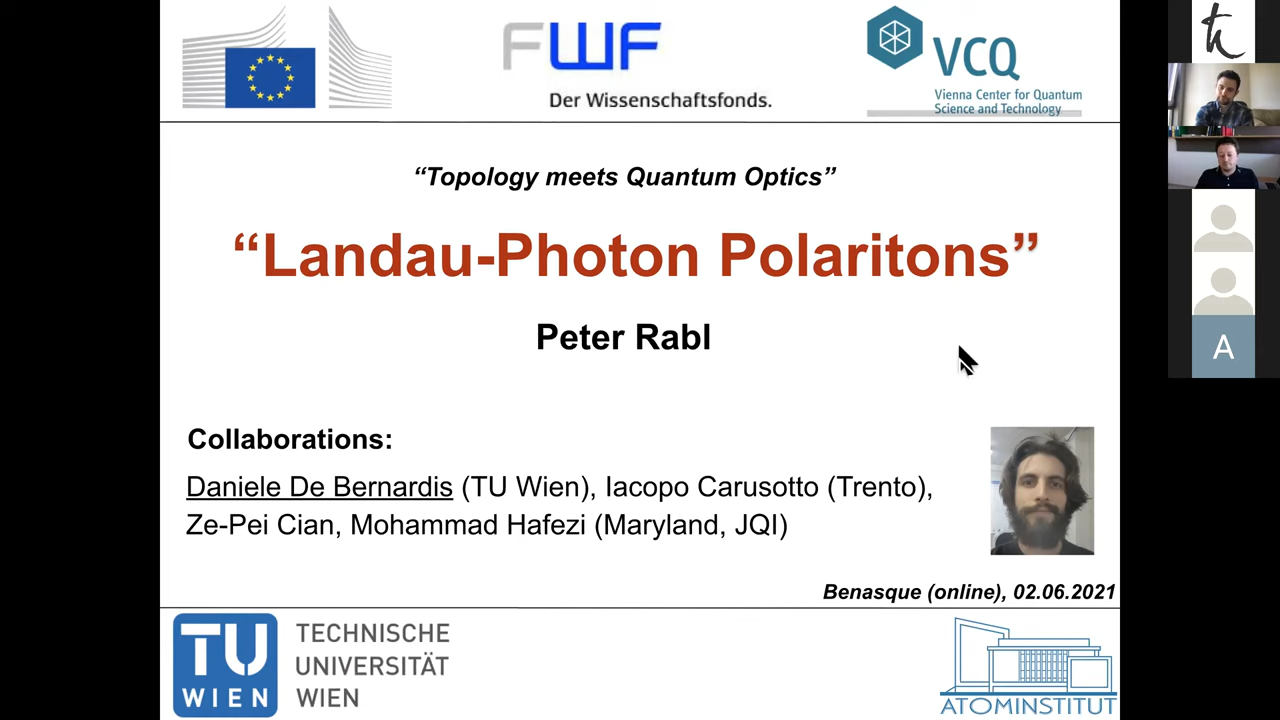 FWF
Der Wissenschaftsfonds.
VCQ
Vienna Center for Quantum
Science and Technology
“Topology meets Quantum Optics”
“Landau-Photon Polaritons”
Peter Rabl
Collaborations:
Daniele De Bernardis (TU Wien), Iacopo Carusotto (Trento),
Ze-Pei Cian, Mohammad Hafezi (Maryland, JQI)
Benasque (online), 02.06.2021
TU
WIEN
TECHNISCHE
UNIVERSITÄT
WIEN
ATOMINSTITUT
A